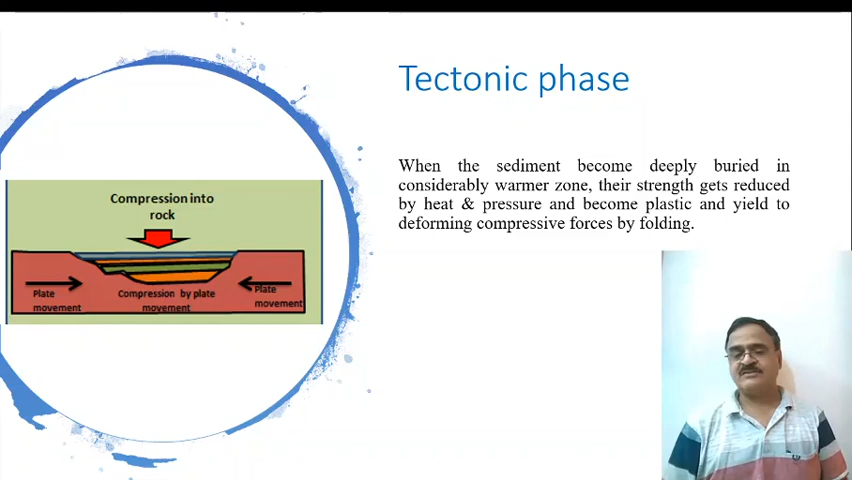 Tectonic phase
When the sediment become deeply buried in
considerably warmer zone, their strength gets reduced
by heat & pressure and become plastic and yield to
deforming compressive forces by folding.
Compression into
rock
Plate
movement
Compression by plate
movement
Plate
movement